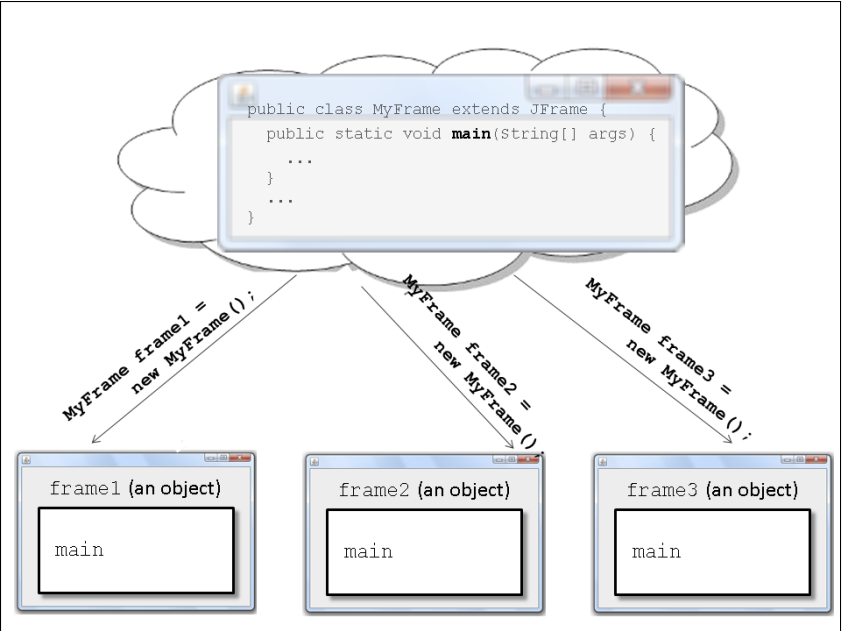 public class MyFrame extends JFrame {
public static void main(String[] args) {
...
}
...
}
MyFrame frame1 =
new MyFrame();
MyFrame frame2 =
new MyFrame();
MyFrame frame3 =
new MyFrame();
frame1 (an object)
main
frame2 (an object)
main
frame3 (an object)
main